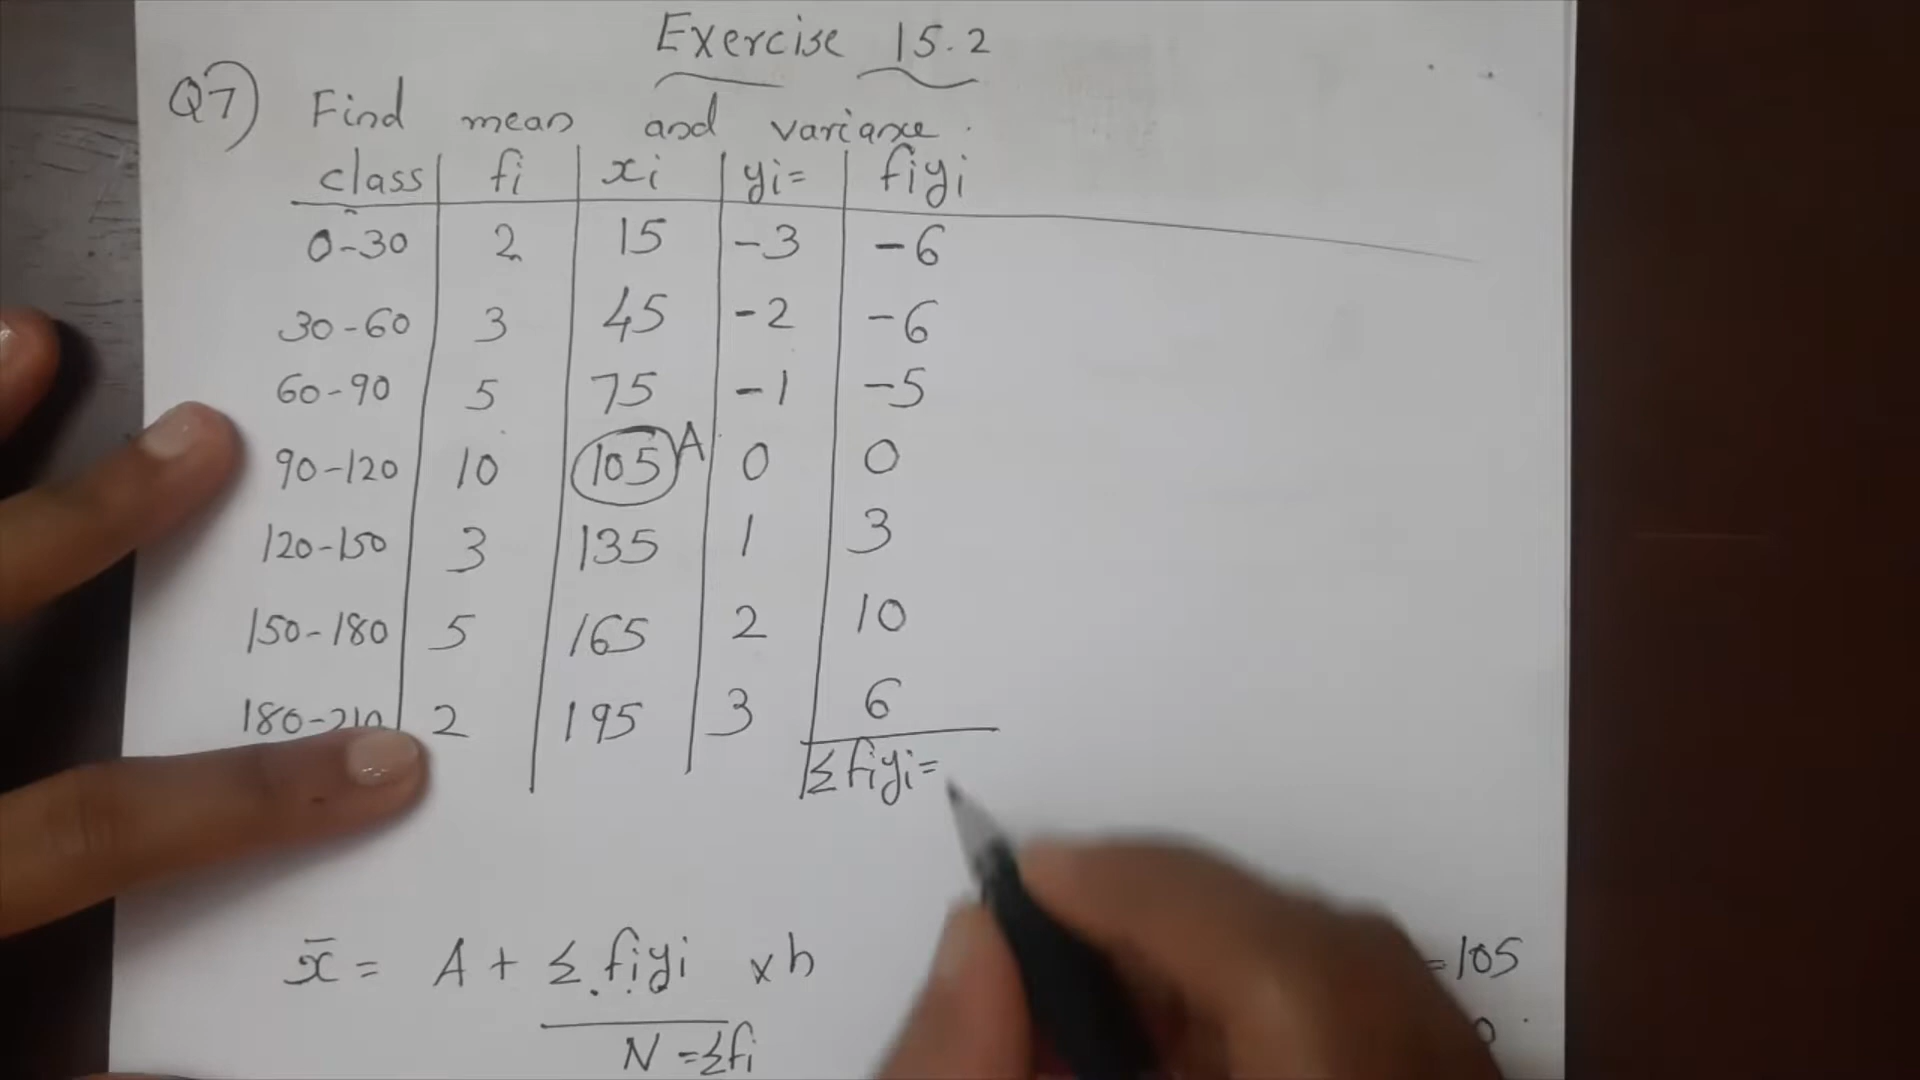 Exercise 15.2
Q7) Find mean and variance.
class fi xi yi= fiyi
0-30 2 15 -3 -6
30-60 3 45 -2 -6
60-90 5 75 -1 -5
90-120 10 105 A 0 0
120-150 3 135 1 3
150-180 5 165 2 10
180-210 2 195 3 6
Σfiyi=
x̄ = A + Σfiyi xh
=105
N =Σfi